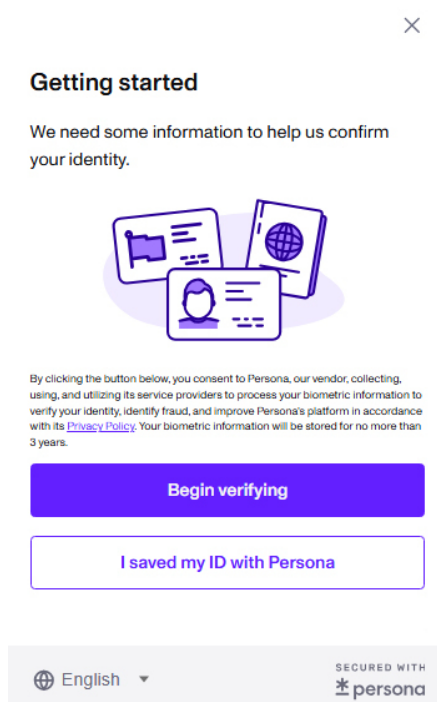 Getting started
We need some information to help us confirm
your identity.
By clicking the button below, you consent to Persona, our vendor, collecting,
using, and utilizing its service providers to process your biometric information to
verify your identity, identify fraud, and improve Persona's platform in accordance
with its Privacy Policy. Your biometric information will be stored for no more than
3 years.
Begin verifying
I saved my ID with Persona
English
SECURED WITH
persona